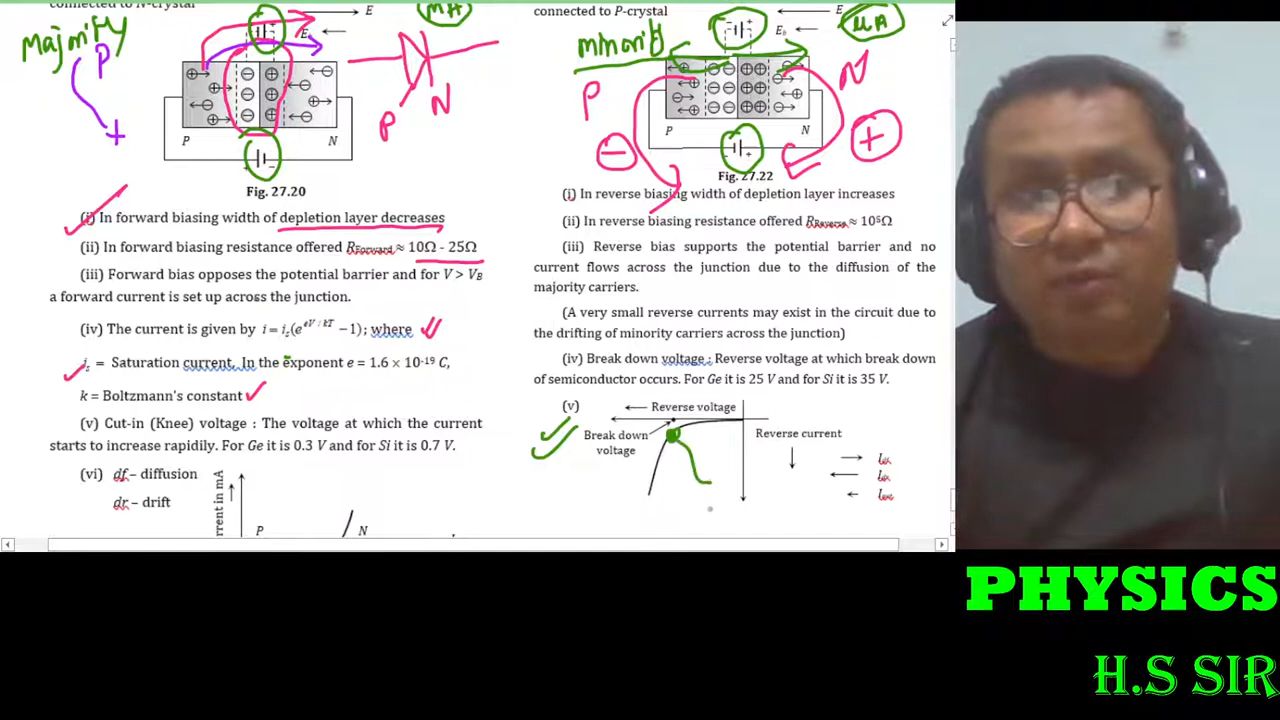 connected to N-crystal
E
MA
Majority
P
+
P
N
P
N
Fig. 27.20
(i) In forward biasing width of depletion layer decreases
(ii) In forward biasing resistance offered RForward ≈ 10Ω - 25Ω
(iii) Forward bias opposes the potential barrier and for V > VB
a forward current is set up across the junction.
(iv) The current is given by i = is(e^eV/kT − 1); where
is = Saturation current, In the exponent e = 1.6 × 10-19 C,
k = Boltzmann's constant
(v) Cut-in (Knee) voltage : The voltage at which the current
starts to increase rapidily. For Ge it is 0.3 V and for Si it is 0.7 V.
(vi) df – diffusion
dr – drift
rrent in mA
P
N
connected to P-crystal
E
Eb
μA
minority
P
N
P
N
Fig. 27.22
(i) In reverse biasing width of depletion layer increases
(ii) In reverse biasing resistance offered RReverse ≈ 10⁵Ω
(iii) Reverse bias supports the potential barrier and no
current flows across the junction due to the diffusion of the
majority carriers.
(A very small reverse currents may exist in the circuit due to
the drifting of minority carriers across the junction)
(iv) Break down voltage : Reverse voltage at which break down
of semiconductor occurs. For Ge it is 25 V and for Si it is 35 V.
(v)
Reverse voltage
Break down
voltage
Reverse current
PHYSICS
H.S SIR